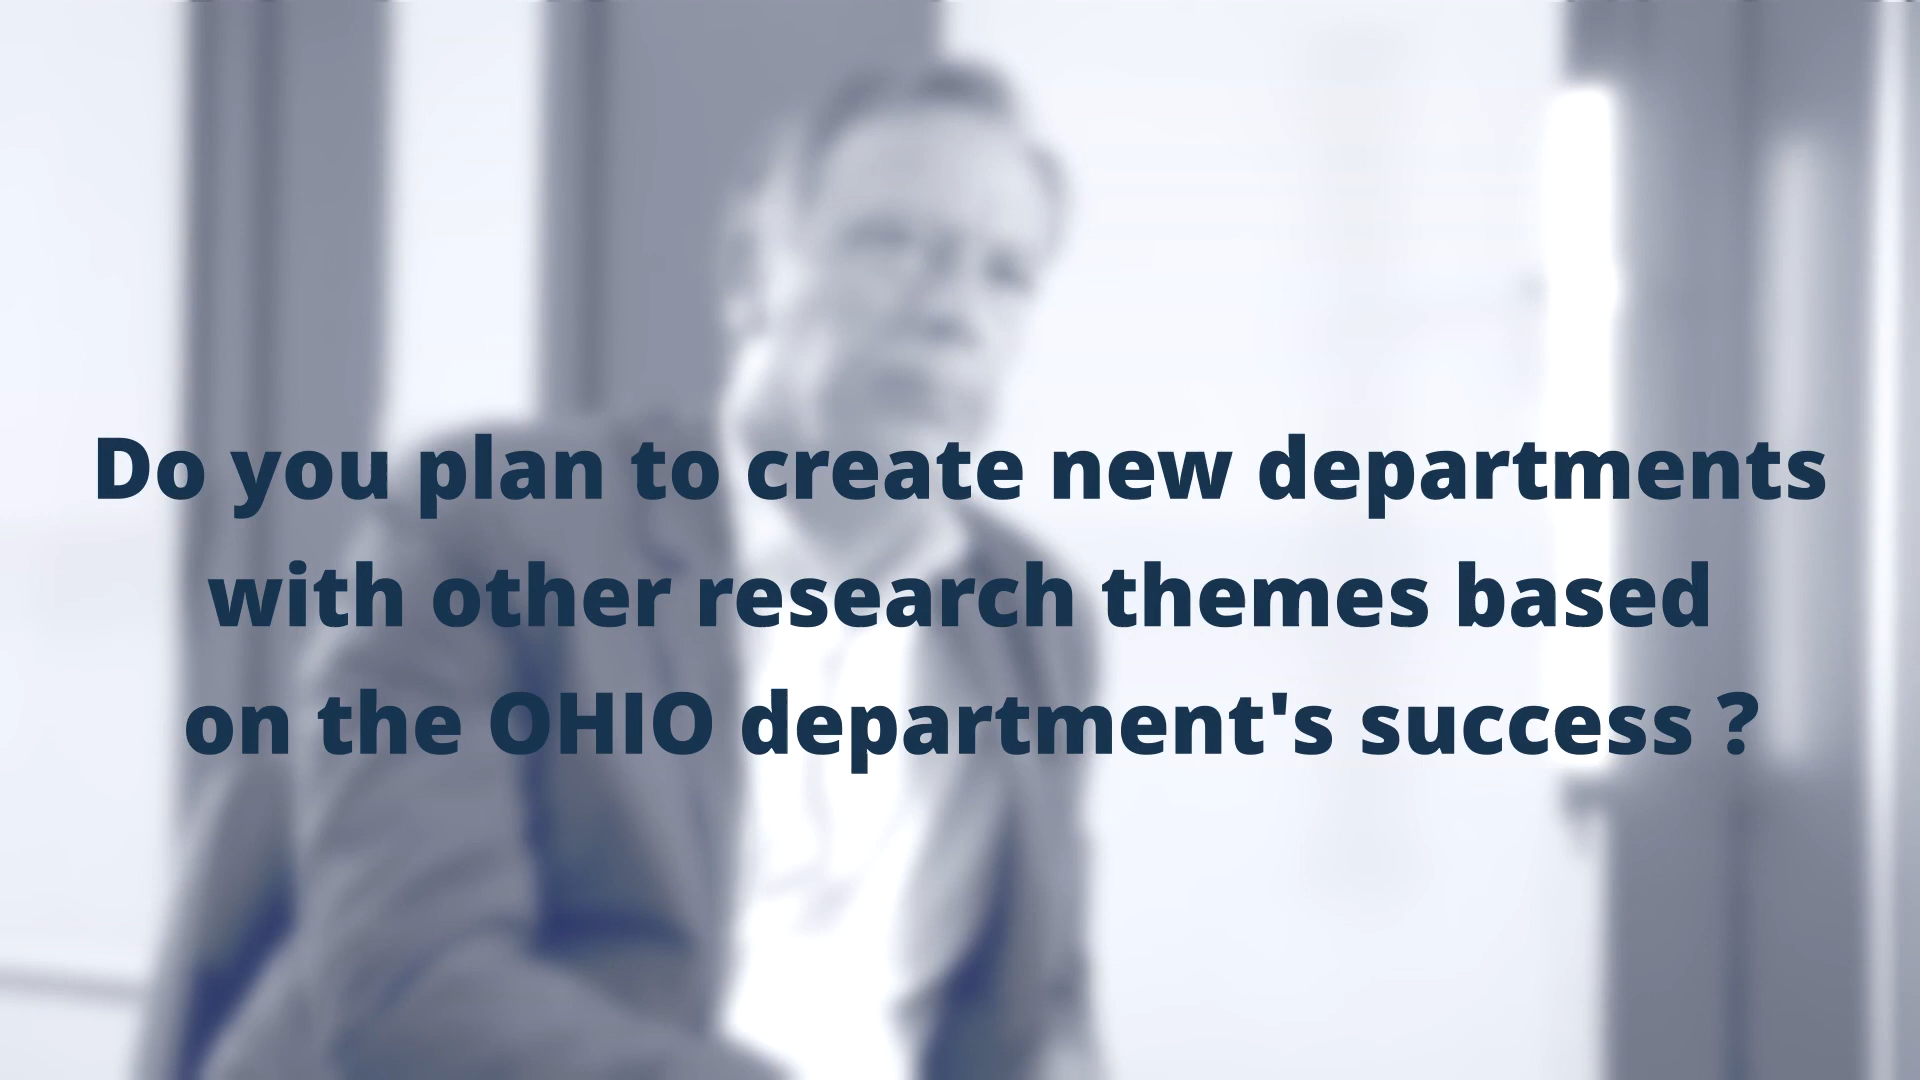 Do you plan to create new departments
with other research themes based
on the OHIO department's success ?